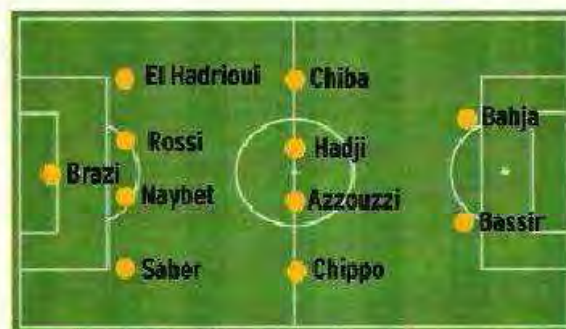 El Hadrioui
Chiba
Bahja
Rossi
Hadji
Brazi
Naybet
Azzouzzi
Bassir
Saber
Chippo